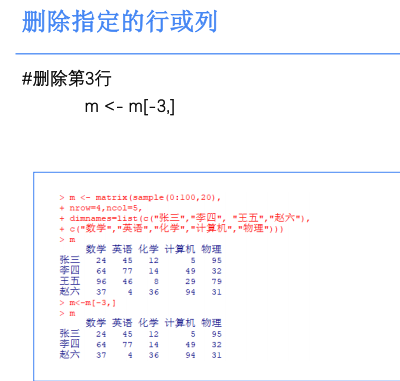 删除指定的行或列
#删除第3行
m <- m[-3,]
> m <- matrix(sample(0:100,20),
+ nrow=4,ncol=5,
+ dimnames=list(c("张三","李四", "王五","赵六"),
+ c("数学","英语","化学","计算机","物理")))
> m
数学 英语 化学 计算机 物理
张三 24 45 12 5 95
李四 64 77 14 49 32
王五 96 46 8 29 79
赵六 37 4 36 94 31
> m<-m[-3,]
> m
数学 英语 化学 计算机 物理
张三 24 45 12 5 95
李四 64 77 14 49 32
赵六 37 4 36 94 31